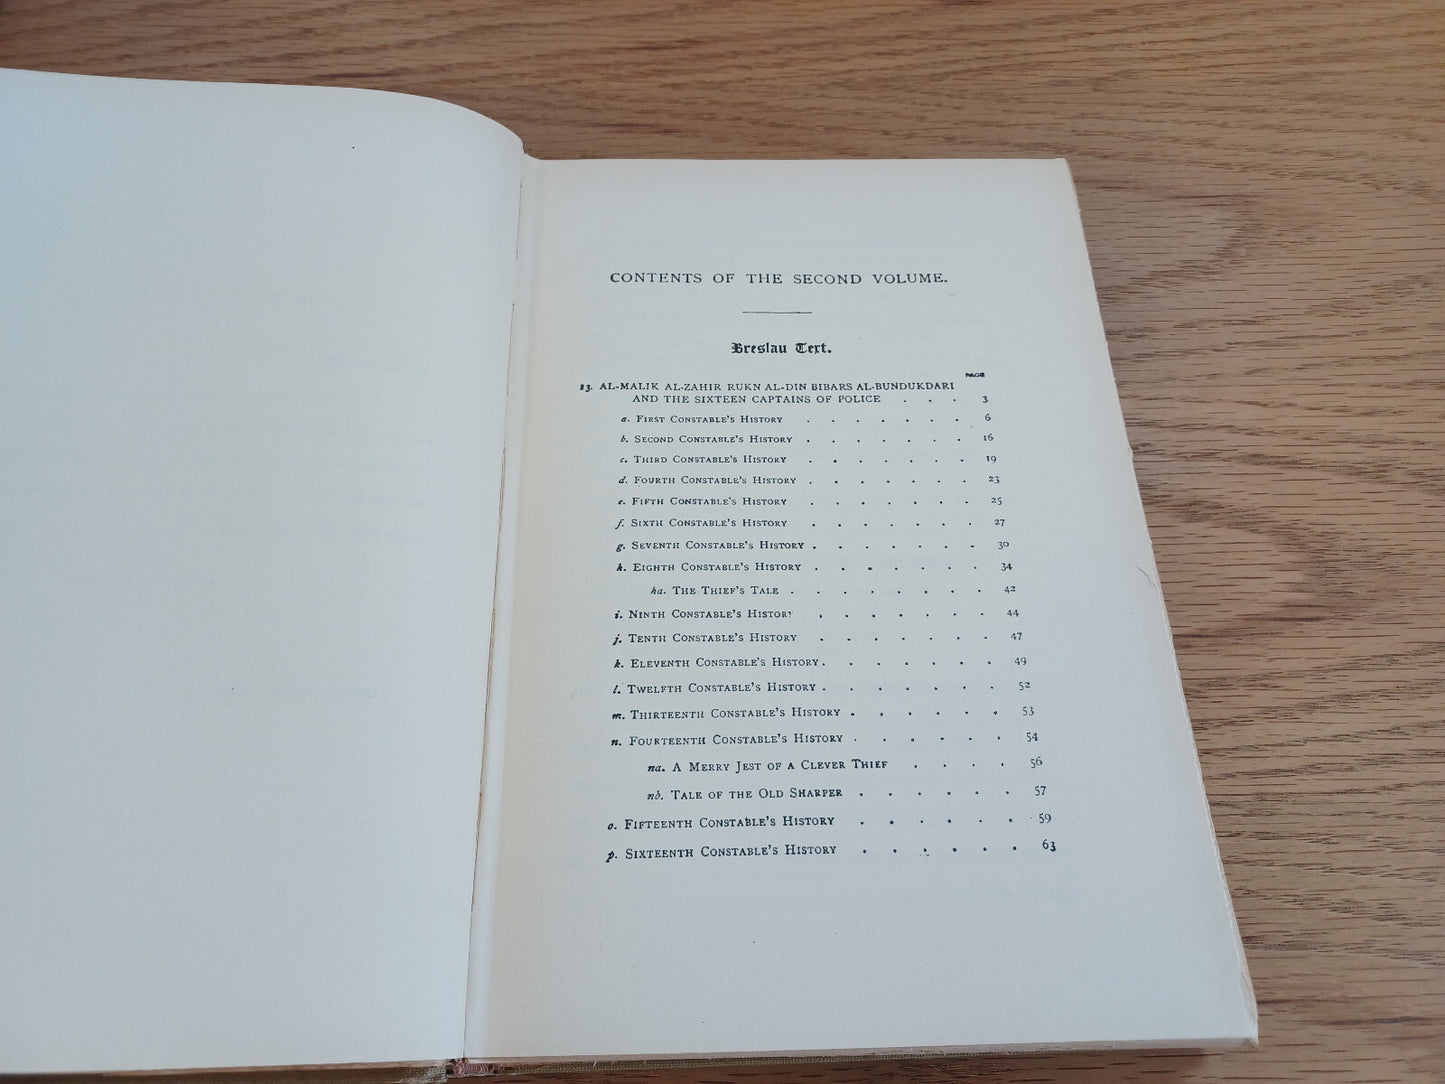 CONTENTS OF THE SECOND VOLUME.
Breslau Text.
PAGE
13. AL-MALIK AL-ZAHIR RUKN AL-DIN BIBARS AL-BUNDUKDARI
AND THE SIXTEEN CAPTAINS OF POLICE . . . 3
a. FIRST CONSTABLE'S HISTORY . . . . . . . 6
b. SECOND CONSTABLE'S HISTORY . . . . . . . 16
c. THIRD CONSTABLE'S HISTORY . . . . . . . 19
d. FOURTH CONSTABLE'S HISTORY . . . . . . . 23
e. FIFTH CONSTABLE'S HISTORY . . . . . . . 25
f. SIXTH CONSTABLE'S HISTORY . . . . . . . 27
g. SEVENTH CONSTABLE'S HISTORY . . . . . . . 30
h. EIGHTH CONSTABLE'S HISTORY . . . . . . . 34
ha. THE THIEF'S TALE . . . . . . . . 42
i. NINTH CONSTABLE'S HISTORY . . . . . . . 44
j. TENTH CONSTABLE'S HISTORY . . . . . . . 47
k. ELEVENTH CONSTABLE'S HISTORY . . . . . . . 49
l. TWELFTH CONSTABLE'S HISTORY . . . . . . . 52
m. THIRTEENTH CONSTABLE'S HISTORY . . . . . . 53
n. FOURTEENTH CONSTABLE'S HISTORY . . . . . . 54
na. A MERRY JEST OF A CLEVER THIEF . . . . 56
nb. TALE OF THE OLD SHARPER . . . . . . 57
o. FIFTEENTH CONSTABLE'S HISTORY . . . . . . 59
p. SIXTEENTH CONSTABLE'S HISTORY . . . . . . 63